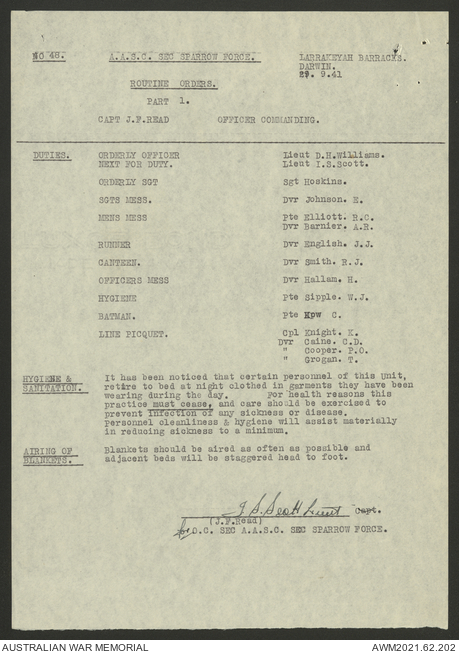 NO 48. A.A.S.C. SEC SPARROW FORCE. LARRAKEYAH BARRACKS.
DARWIN.
29. 9.41
ROUTINE ORDERS.
PART 1.
CAPT J.F.READ OFFICER COMMANDING.
DUTIES. ORDERLY OFFICER Lieut D.H.Williams.
NEXT FOR DUTY. Lieut I.S.Scott.
ORDERLY SGT Sgt Hoskins.
SGTS MESS. Dvr Johnson. E.
MENS MESS Pte Elliott. R.C.
Dvr Barnier. A.R.
RUNNER Dvr English. J.J.
CANTEEN. Dvr Smith. R.J.
OFFICERS MESS Dvr Hallam. H.
HYGIENE Pte Sipple. W.J.
BATMAN. Pte Kow C.
LINE PICQUET. Cpl Knight. K.
Dvr Caine. C.D.
" Cooper. P.O.
" Grogan. T.
HYGIENE & It has been noticed that certain personnel of this Unit,
SANITATION. retire to bed at night clothed in garments they have been
wearing during the day. For health reasons this
practice must cease, and care should be exercised to
prevent infection of any sickness or disease.
Personnel cleanliness & hygiene will assist materially
in reducing sickness to a minimum.
AIRING OF Blankets should be aired as often as possible and
BLANKETS. adjacent beds will be staggered head to foot.
I S Scott Lieut Capt.
(J.F.Read)
for O.C. SEC A.A.S.C. SEC SPARROW FORCE.
AUSTRALIAN WAR MEMORIAL AWM2021.62.202